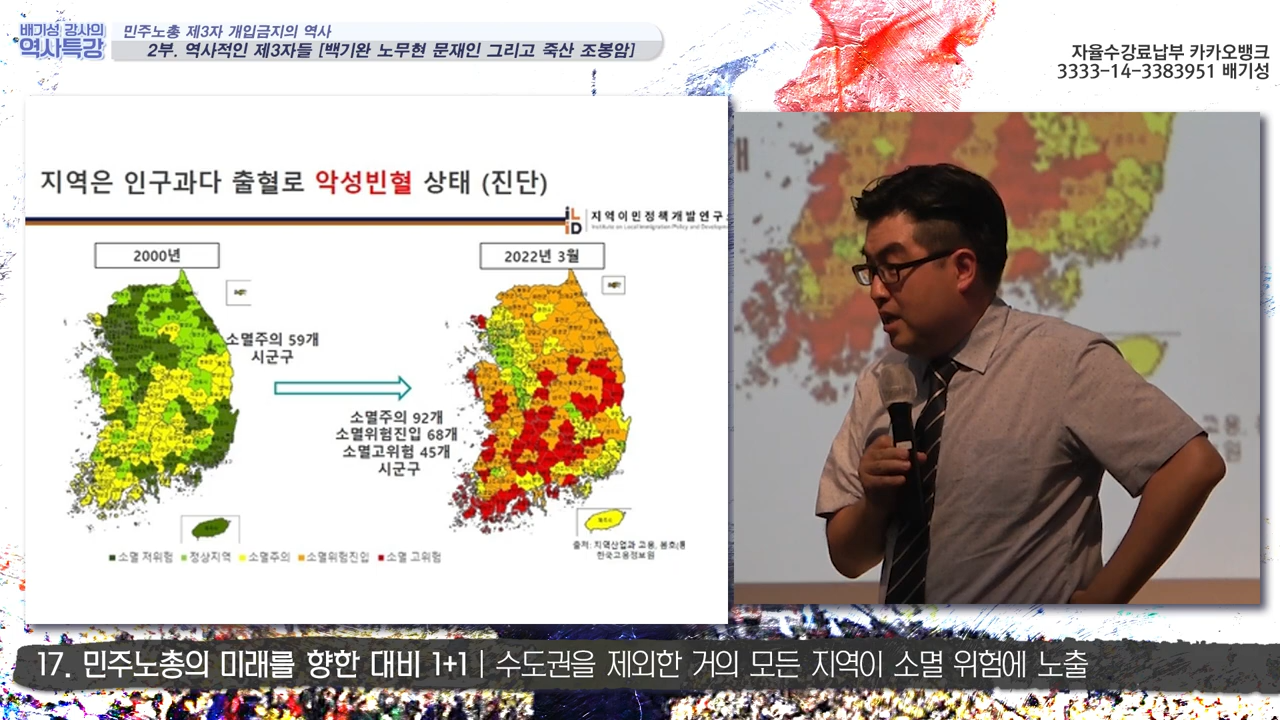 배기성 강사의
역사특강
민주노총 제3자 개입금지의 역사
2부. 역사적인 제3자들 [백기완 노무현 문재인 그리고 죽산 조봉암]
자율수강료납부 카카오뱅크
3333-14-3383951 배기성
지역은 인구과다 출혈로 악성빈혈 상태 (진단)
iLiD
지역이민정책개발연구
Institute on Local Immigration Policy and Developm
2000년
2022년 3월
소멸주의 59개
시군구
소멸주의 92개
소멸위험진입 68개
소멸고위험 45개
시군구
소멸 저위험
정상지역
소멸주의
소멸위험진입
소멸 고위험
출처: 지역산업과 고용, 봄호
한국고용정보원
17. 민주노총의 미래를 향한 대비 1+1 | 수도권을 제외한 거의 모든 지역이 소멸 위험에 노출